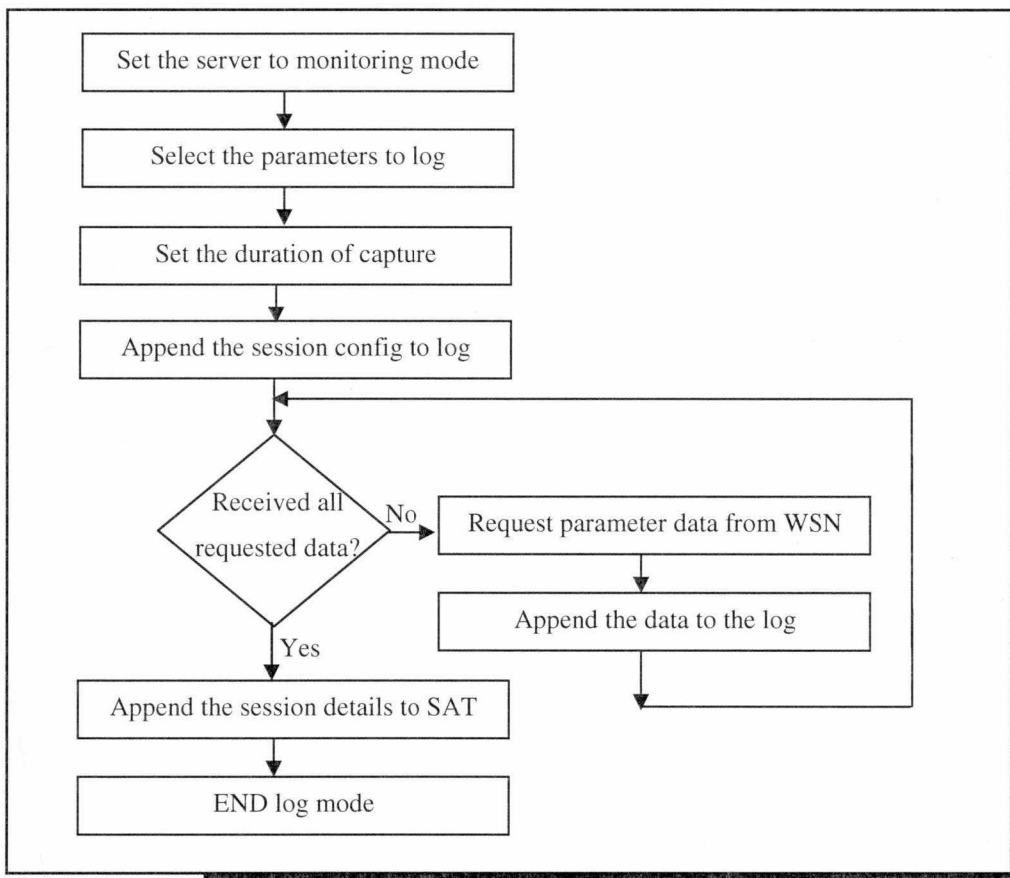 Set the server to monitoring mode
Select the parameters to log
Set the duration of capture
Append the session config to log
Received all
requested data?
No
Request parameter data from WSN
Append the data to the log
Yes
Append the session details to SAT
END log mode